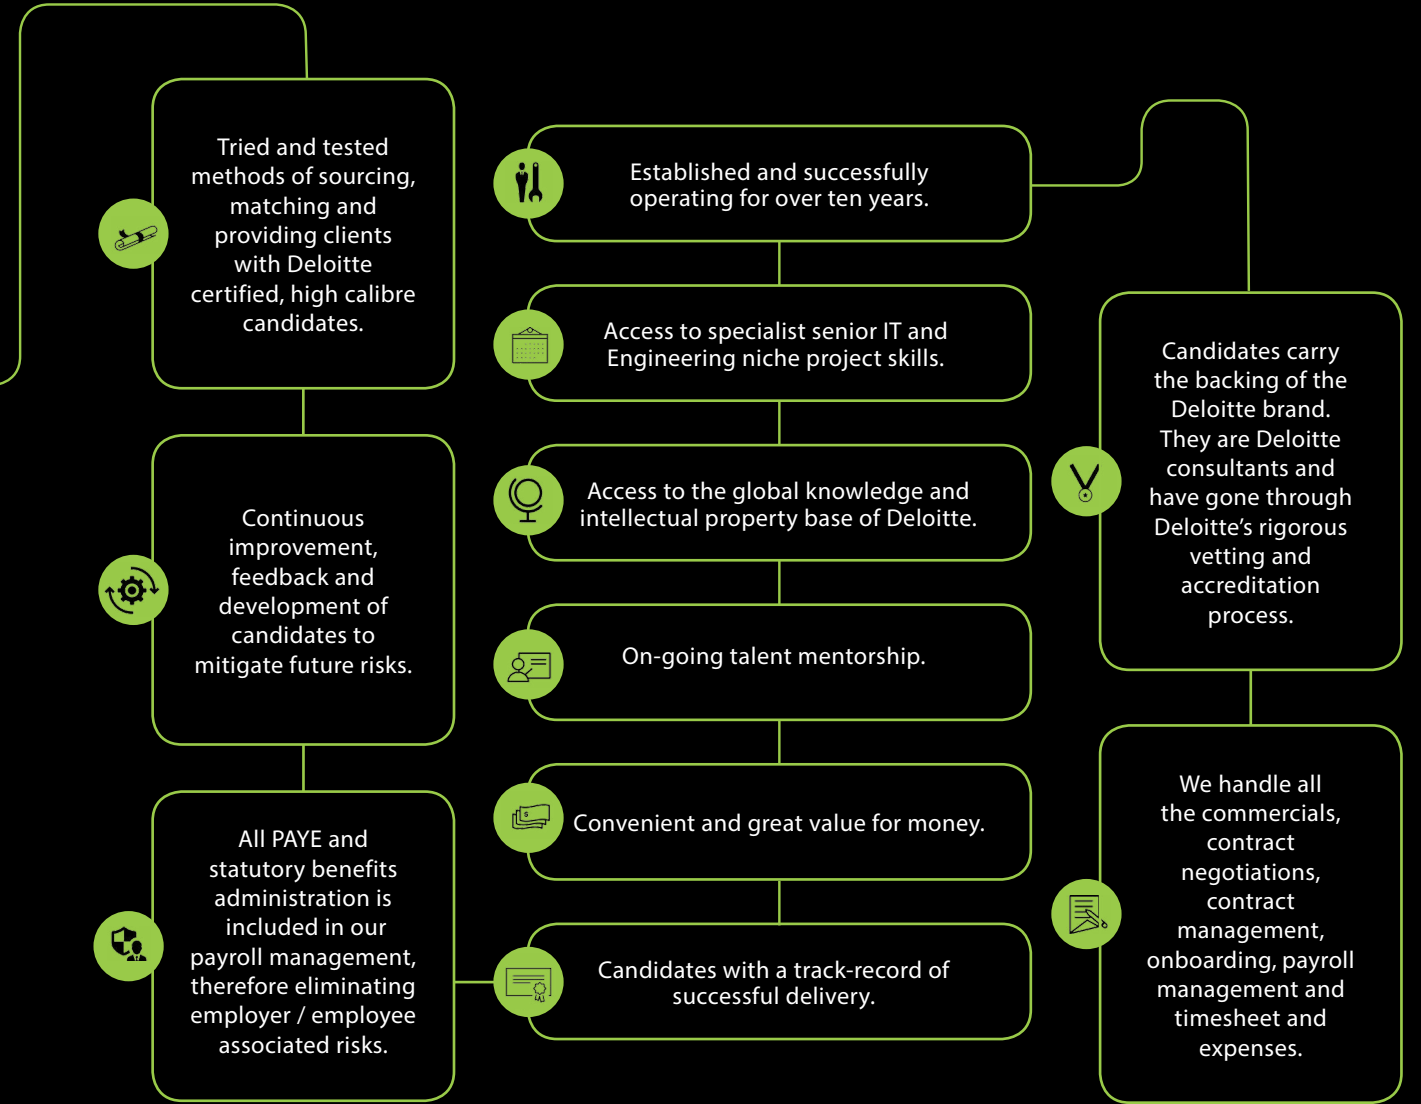 Tried and tested
methods of sourcing,
matching and
providing clients
with Deloitte
certified, high calibre
candidates.
Continuous
improvement,
feedback and
development of
candidates to
mitigate future risks.
All PAYE and
statutory benefits
administration is
included in our
payroll management,
therefore eliminating
employer / employee
associated risks.
Established and successfully
operating for over ten years.
Access to specialist senior IT and
Engineering niche project skills.
Access to the global knowledge and
intellectual property base of Deloitte.
On-going talent mentorship.
Convenient and great value for money.
Candidates with a track-record of
successful delivery.
Candidates carry
the backing of the
Deloitte brand.
They are Deloitte
consultants and
have gone through
Deloitte’s rigorous
vetting and
accreditation
process.
We handle all
the commercials,
contract
negotiations,
contract
management,
onboarding, payroll
management and
timesheet and
expenses.